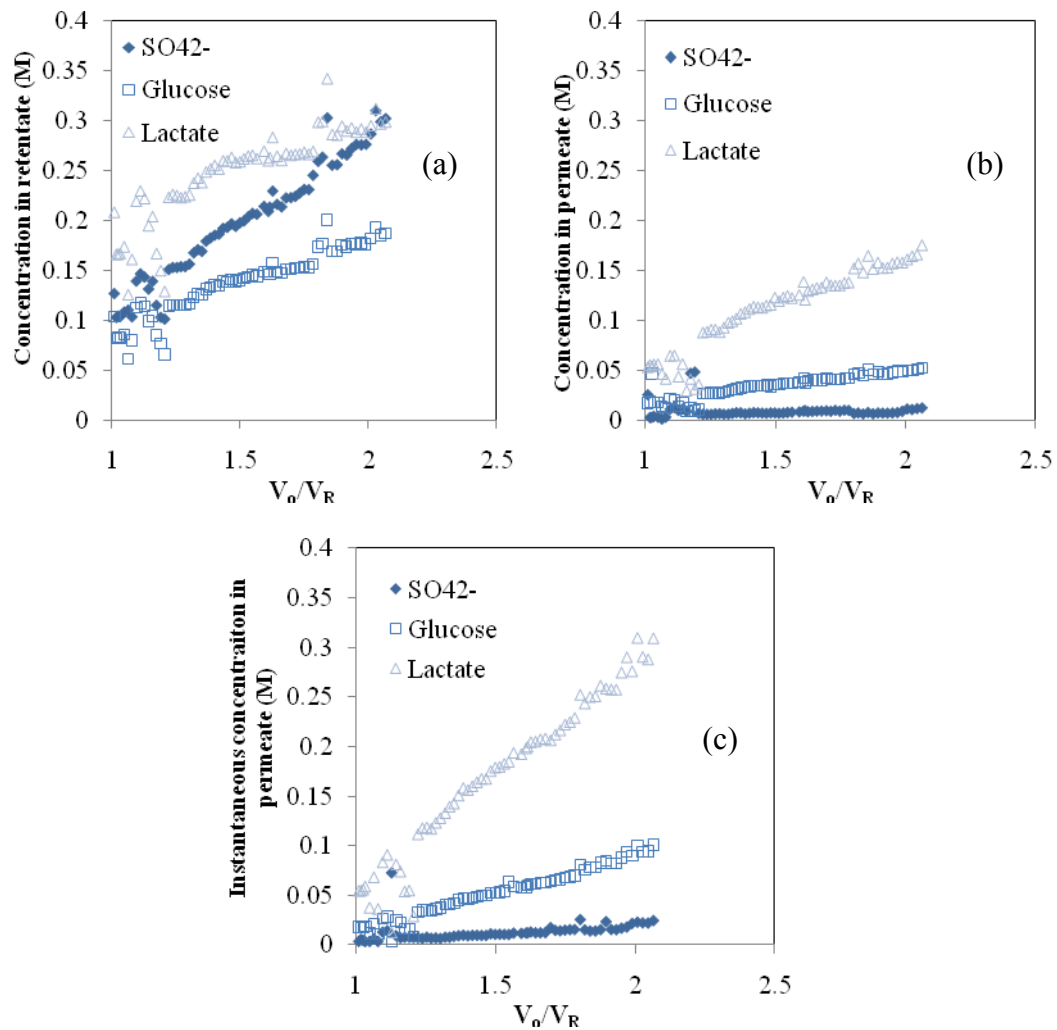 Concentration in retentate (M)
0.4
0.35
0.3
0.25
0.2
0.15
0.1
0.05
0
SO42-
Glucose
Lactate
(a)
1
1.5
2
2.5
Vo/VR
Concentration in permeate (M)
0.4
0.35
0.3
0.25
0.2
0.15
0.1
0.05
0
SO42-
Glucose
Lactate
(b)
1
1.5
2
2.5
Vo/VR
Instantaneous concentraiton in
permeate (M)
0.4
0.35
0.3
0.25
0.2
0.15
0.1
0.05
0
SO42-
Glucose
Lactate
(c)
1
1.5
2
2.5
Vo/VR